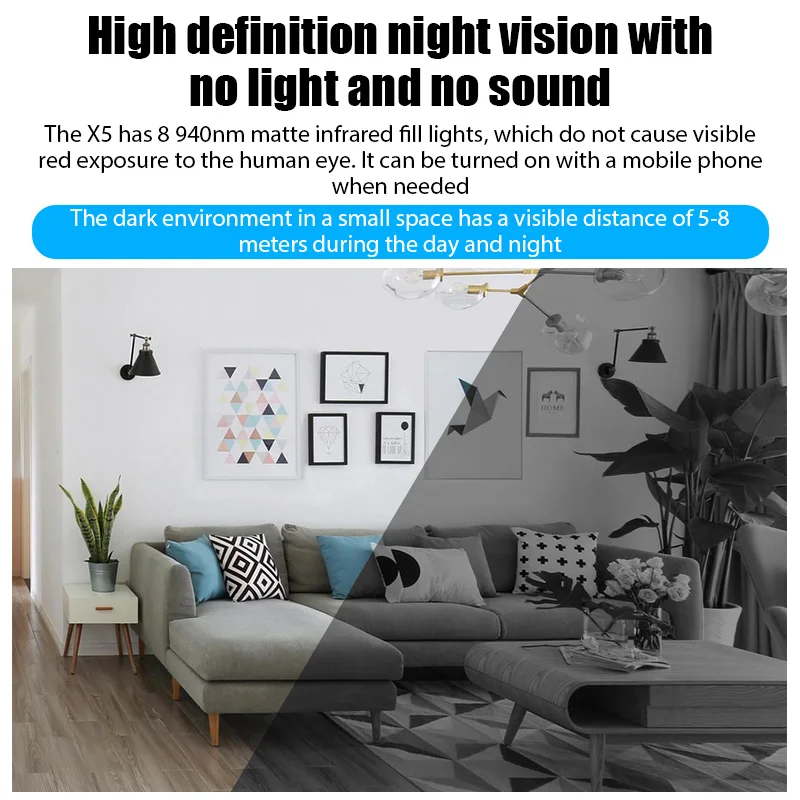 High definition night vision with
no light and no sound
The X5 has 8 940nm matte infrared fill lights, which do not cause visible
red exposure to the human eye. It can be turned on with a mobile phone
when needed
The dark environment in a small space has a visible distance of 5-8
meters during the day and night
HOME